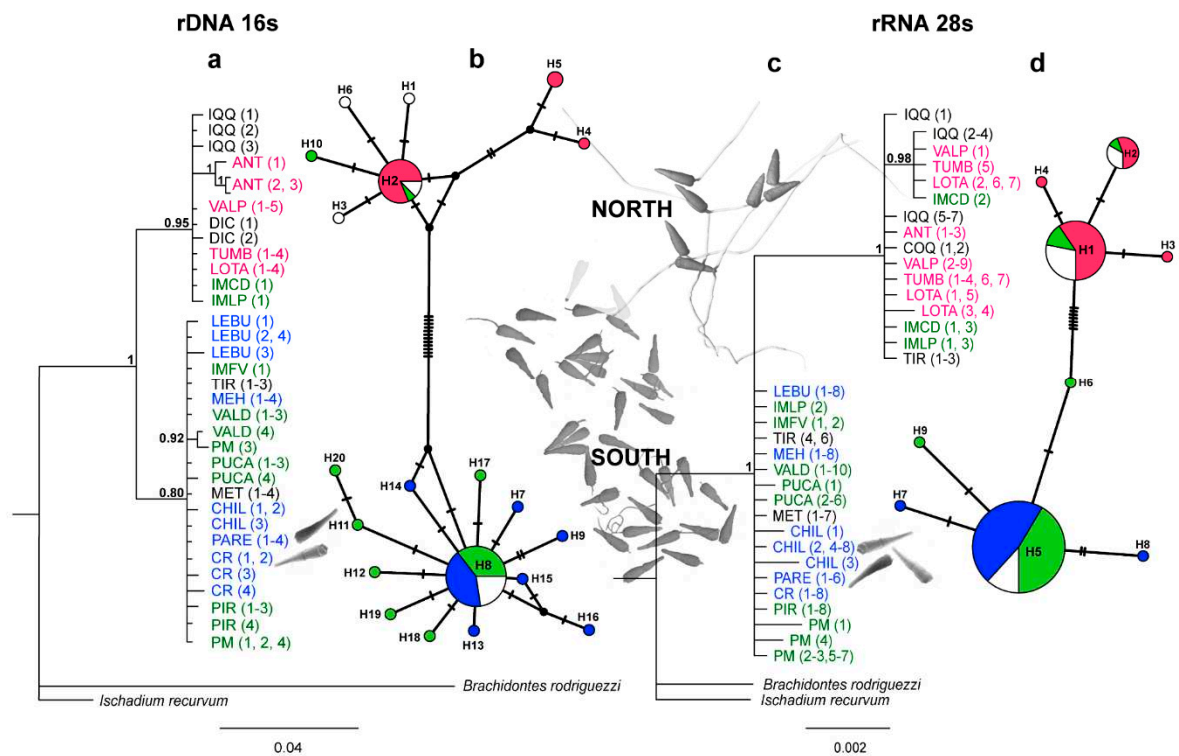 rDNA 16s
rRNA 28s
a
b
c
d
IQQ (1)
IQQ (2)
IQQ (3)
ANT (1)
ANT (2, 3)
VALP (1-5)
DIC (1)
DIC (2)
TUMB (1-4)
LOTA (1-4)
IMCD (1)
IMLP (1)
LEBU (1)
LEBU (2, 4)
LEBU (3)
IMFV (1)
TIR (1-3)
MEH (1-4)
VALD (1-3)
VALD (4)
PM (3)
PUCA (1-3)
PUCA (4)
MET (1-4)
CHIL (1, 2)
CHIL (3)
PARE (1-4)
CR (1, 2)
CR (3)
CR (4)
PIR (1-3)
PIR (4)
PM (1, 2, 4)
1
1
0.95
1
0.92
0.80
Brachidontes rodriguezzi
Ischadium recurvum
0.04
H6
H1
H5
H10
H4
H2
H3
H14
H17
H20
H7
H11
H9
H8
H12
H15
H19
H16
H18
H13
NORTH
SOUTH
IQQ (1)
IQQ (2-4)
VALP (1)
TUMB (5)
LOTA (2, 6, 7)
IMCD (2)
IQQ (5-7)
ANT (1-3)
COQ (1,2)
VALP (2-9)
TUMB (1-4, 6, 7)
LOTA (1, 5)
LOTA (3, 4)
IMCD (1, 3)
IMLP (1, 3)
TIR (1-3)
LEBU (1-8)
IMLP (2)
IMFV (1, 2)
TIR (4, 6)
MEH (1-8)
VALD (1-10)
PUCA (1)
PUCA (2-6)
MET (1-7)
CHIL (1)
CHIL (2, 4-8)
CHIL (3)
PARE (1-6)
CR (1-8)
PIR (1-8)
PM (1)
PM (4)
PM (2-3,5-7)
0.98
1
1
Brachidontes rodriguezzi
Ischadium recurvum
0.002
H2
H4
H1
H3
H6
H9
H7
H5
H8